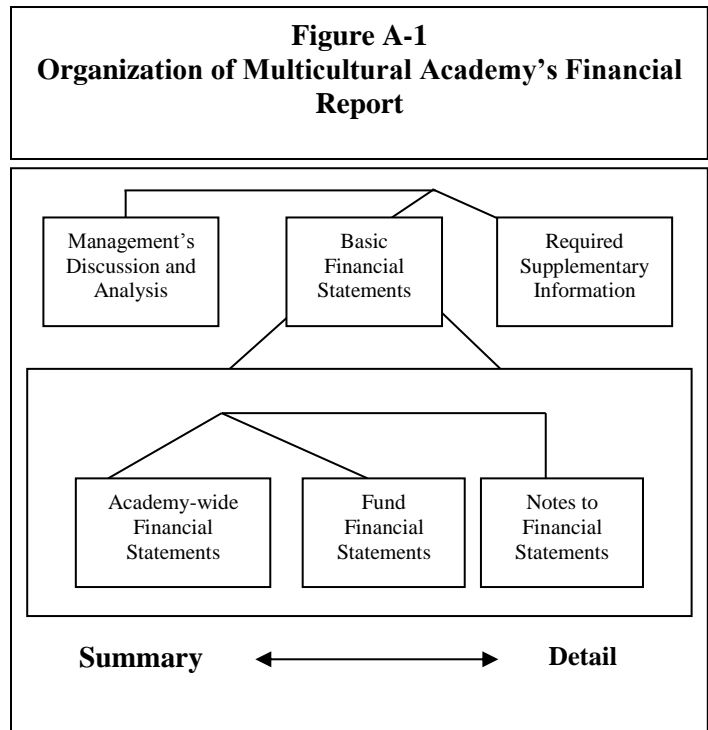 Figure A-1
Organization of Multicultural Academy’s Financial
Report
Management’s
Discussion and
Analysis
Basic
Financial
Statements
Required
Supplementary
Information
Academy-wide
Financial
Statements
Fund
Financial
Statements
Notes to
Financial
Statements
Summary
Detail